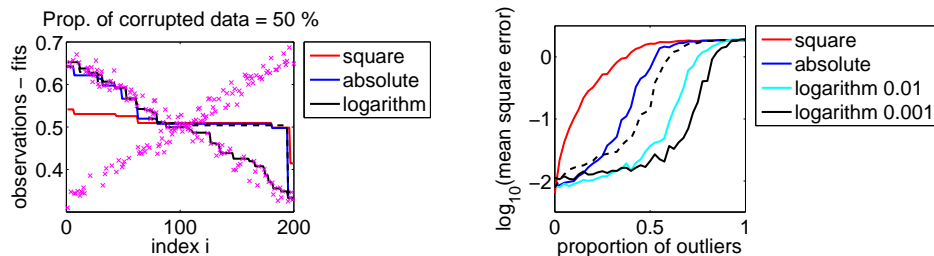 Prop. of corrupted data = 50 %
observations − fits
0.7
0.6
0.5
0.4
0
100
200
index i
square
absolute
logarithm
log10(mean square error)
0
−1
−2
0
0.5
1
proportion of outliers
square
absolute
logarithm 0.01
logarithm 0.001